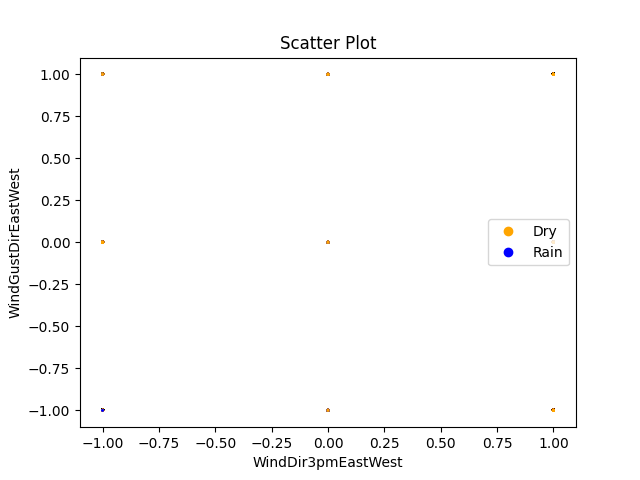 Scatter Plot
1.00
0.75
0.50
0.25
0.00
−0.25
−0.50
−0.75
−1.00
WindGustDirEastWest
Dry
Rain
−1.00 −0.75 −0.50 −0.25 0.00 0.25 0.50 0.75 1.00
WindDir3pmEastWest